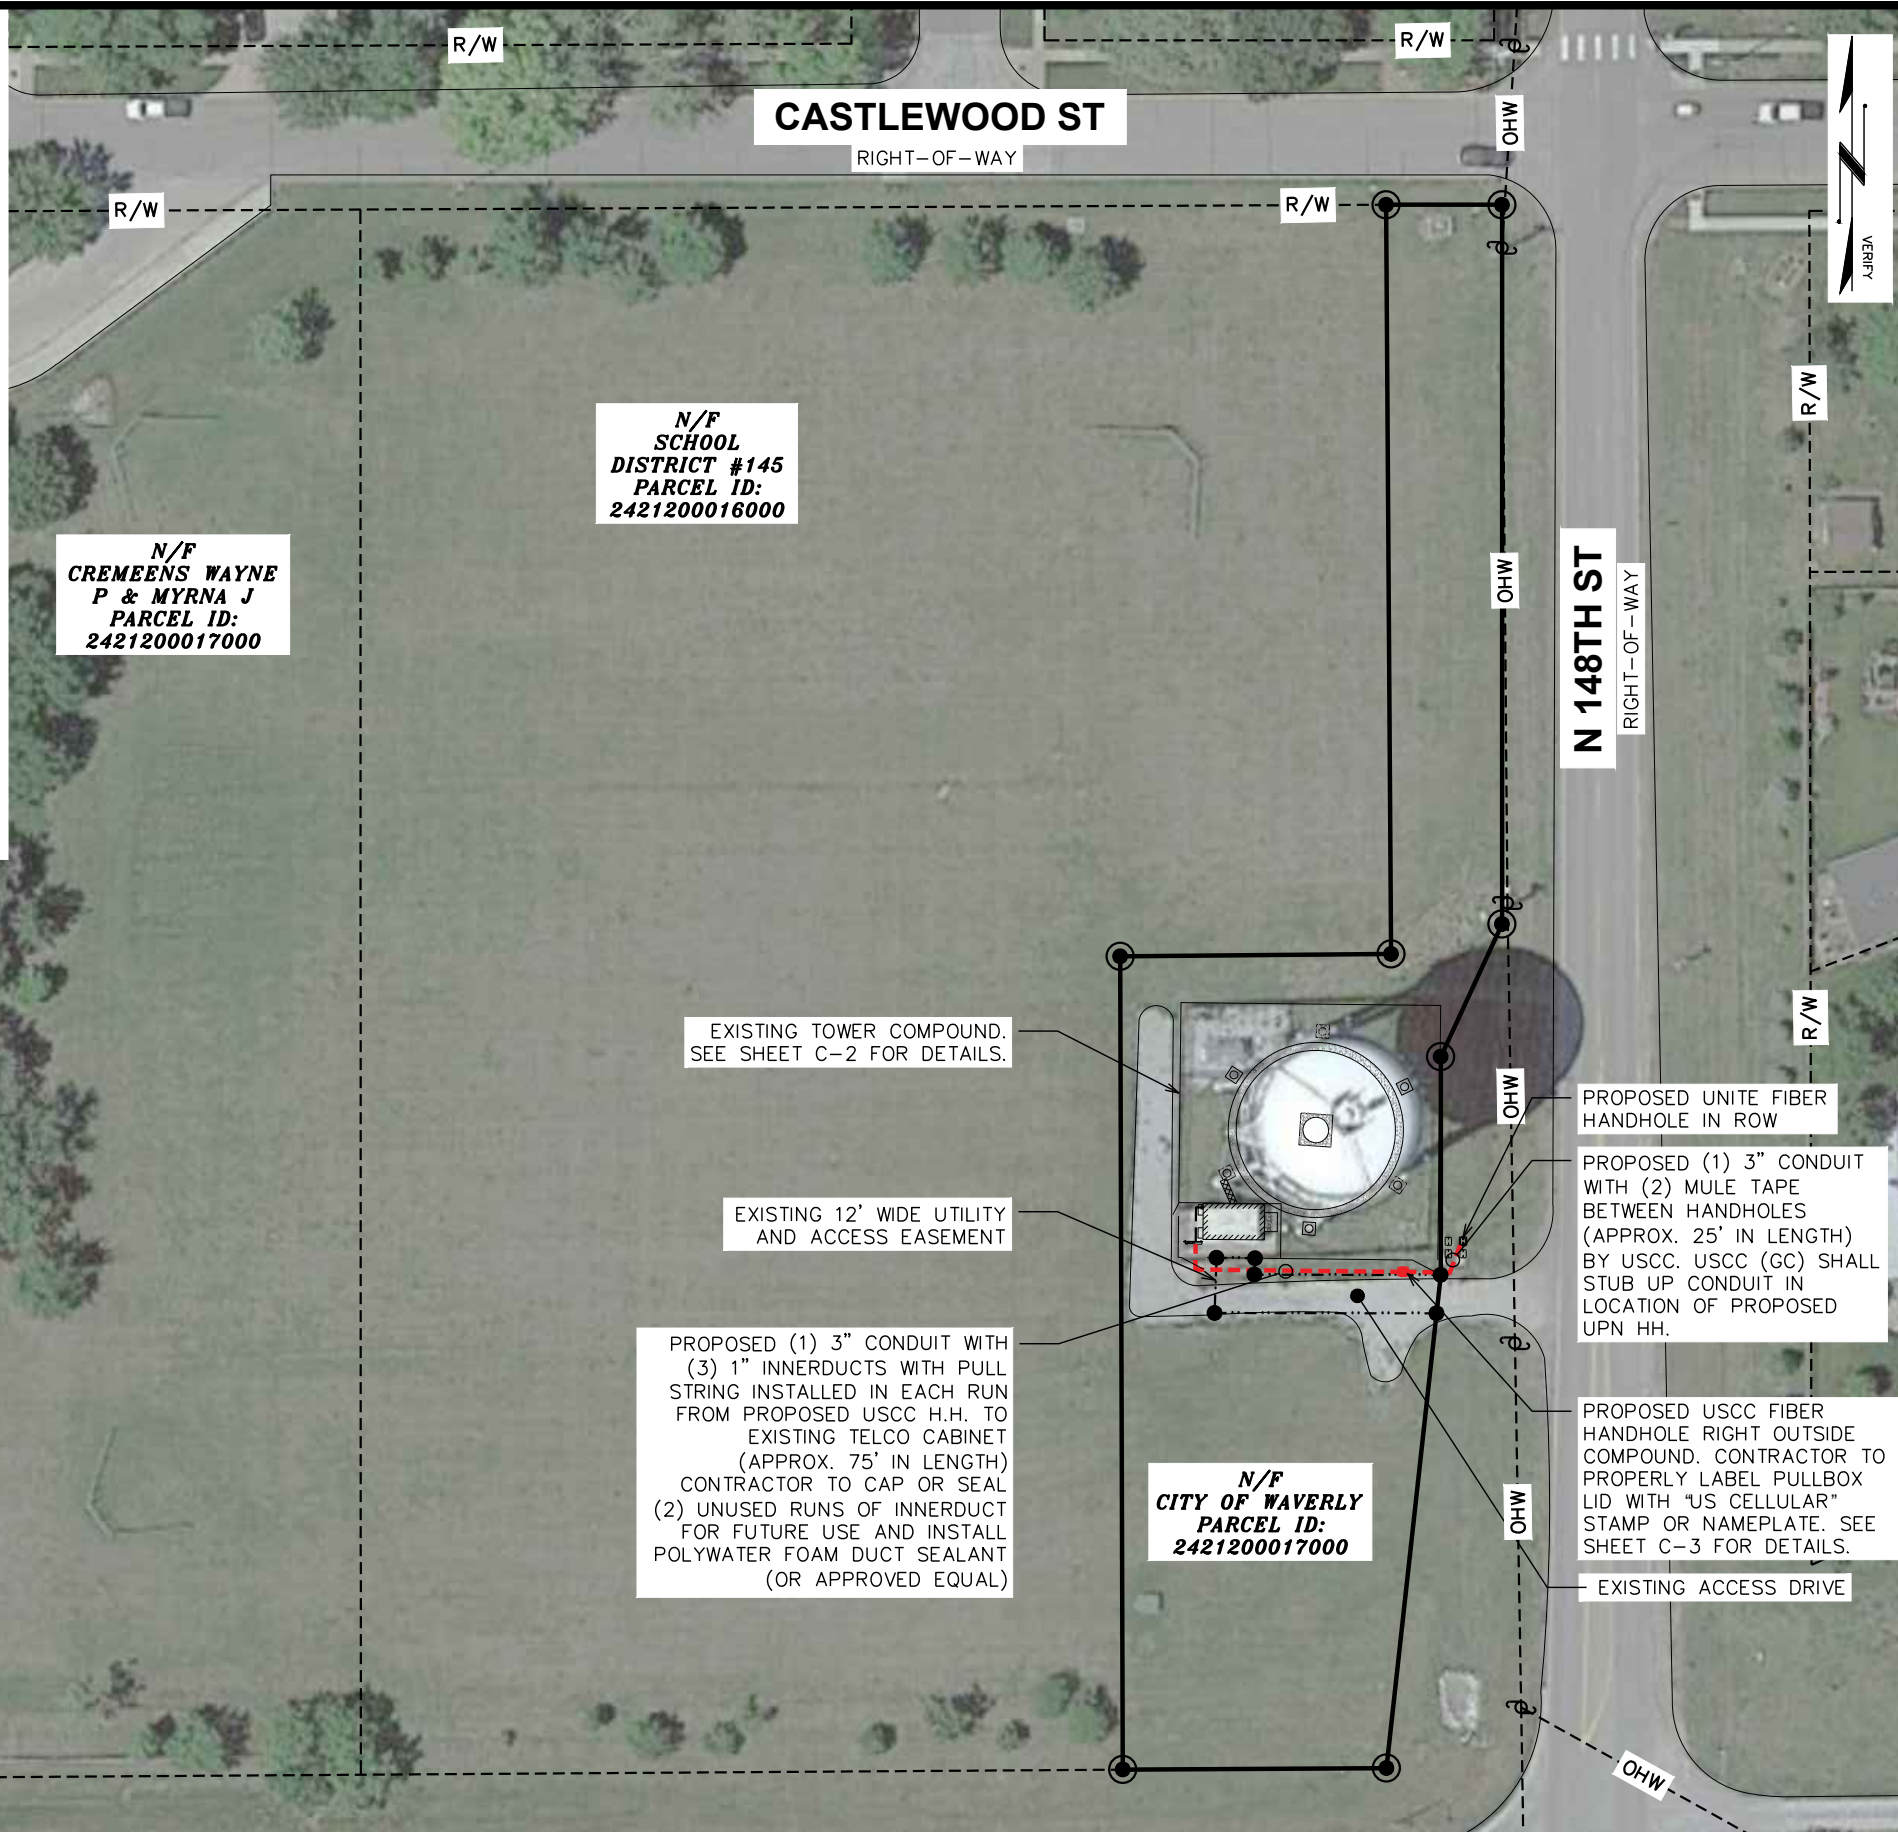 R/W
R/W
CASTLEWOOD ST
RIGHT-OF-WAY
OHW
VERIFY
R/W
R/W
R/W
N/F
SCHOOL
DISTRICT #145
PARCEL ID:
2421200016000
N/F
CREMEENS WAYNE
P & MYRNA J
PARCEL ID:
2421200017000
OHW
N 148TH ST
RIGHT-OF-WAY
R/W
EXISTING TOWER COMPOUND.
SEE SHEET C-2 FOR DETAILS.
OHW
PROPOSED UNITE FIBER
HANDHOLE IN ROW
PROPOSED (1) 3" CONDUIT
WITH (2) MULE TAPE
BETWEEN HANDHOLES
(APPROX. 25' IN LENGTH)
BY USCC. USCC (GC) SHALL
STUB UP CONDUIT IN
LOCATION OF PROPOSED
UPN HH.
EXISTING 12' WIDE UTILITY
AND ACCESS EASEMENT
PROPOSED (1) 3" CONDUIT WITH
(3) 1" INNERDUCTS WITH PULL
STRING INSTALLED IN EACH RUN
FROM PROPOSED USCC H.H. TO
EXISTING TELCO CABINET
(APPROX. 75' IN LENGTH)
CONTRACTOR TO CAP OR SEAL
(2) UNUSED RUNS OF INNERDUCT
FOR FUTURE USE AND INSTALL
POLYWATER FOAM DUCT SEALANT
(OR APPROVED EQUAL)
N/F
CITY OF WAVERLY
PARCEL ID:
2421200017000
OHW
PROPOSED USCC FIBER
HANDHOLE RIGHT OUTSIDE
COMPOUND. CONTRACTOR TO
PROPERLY LABEL PULLBOX
LID WITH "US CELLULAR"
STAMP OR NAMEPLATE. SEE
SHEET C-3 FOR DETAILS.
EXISTING ACCESS DRIVE
OHW